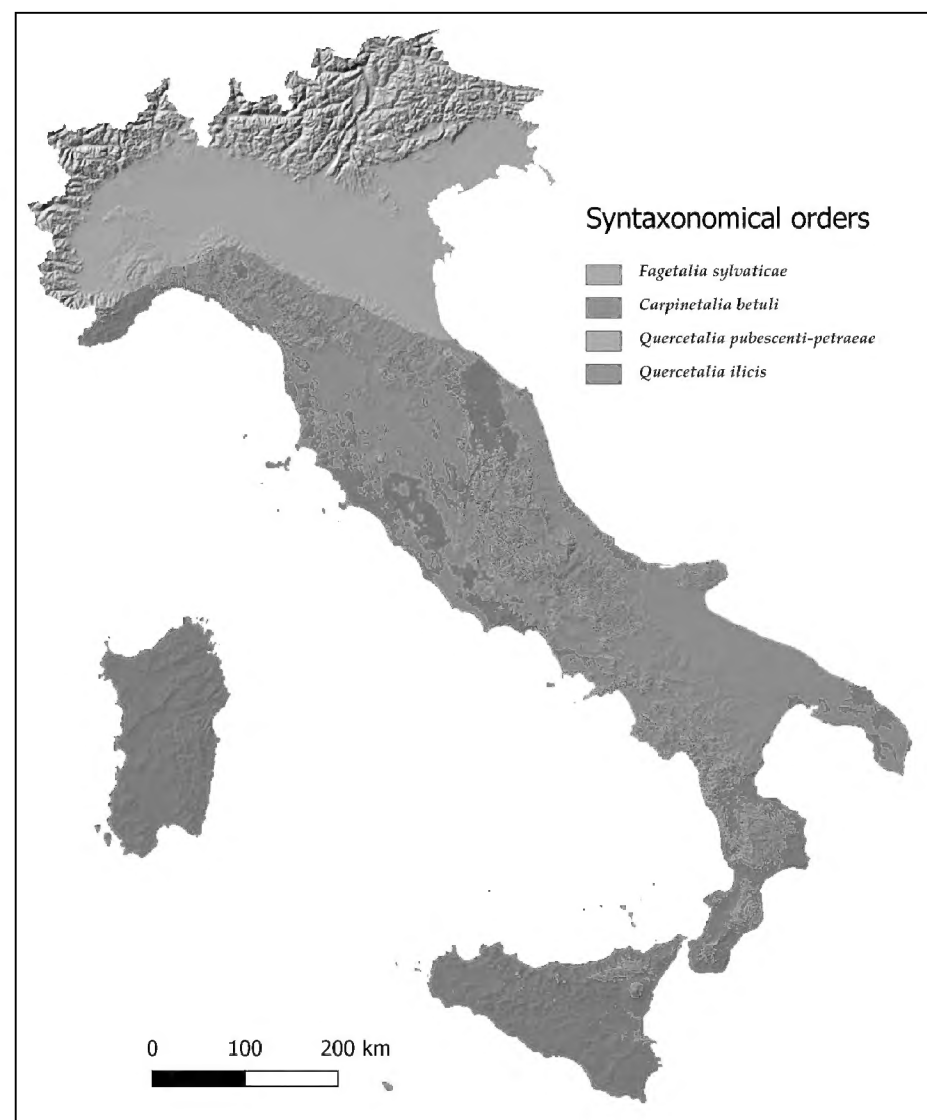 Syntaxonomical orders
Fagetalia sylvaticae
Carpinetalia betuli
Quercetalia pubescenti-petraeae
Quercetalia ilicis
0 100 200 km